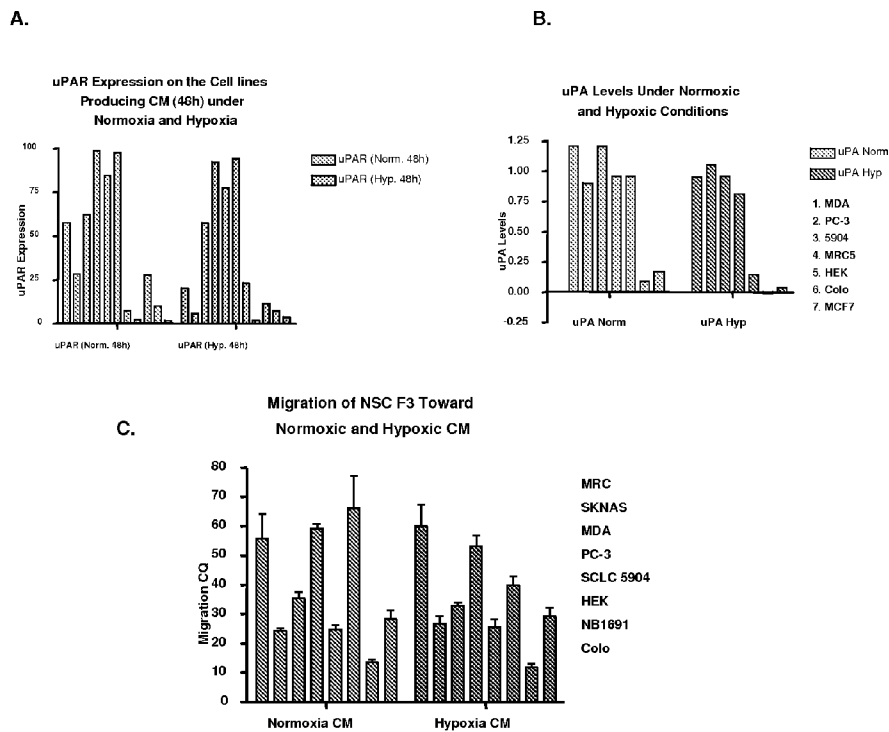 A.
uPAR Expression on the Cell lines
Producing CM (46h) under
Normoxia and Hypoxia
100
75
50
25
0
uPAR Expression
uPAR (Norm. 48h)
uPAR (Hyp. 48h)
uPAR (Norm. 48h)
uPAR (Hyp. 48h)
B.
uPA Levels Under Normoxic
and Hypoxic Conditions
1.25
1.00
0.75
0.50
0.25
0.00
-0.25
uPA Levels
uPA Norm
uPA Hyp
uPA Norm
uPA Hyp
1. MDA
2. PC-3
3. 5904
4. MRC5
5. HEK
6. Colo
7. MCF7
C.
Migration of NSC F3 Toward
Normoxic and Hypoxic CM
80
70
60
50
40
30
20
10
0
Migration CQ
Normoxia CM
Hypoxia CM
MRC
SKNAS
MDA
PC-3
SCLC 5904
HEK
NB1691
Colo